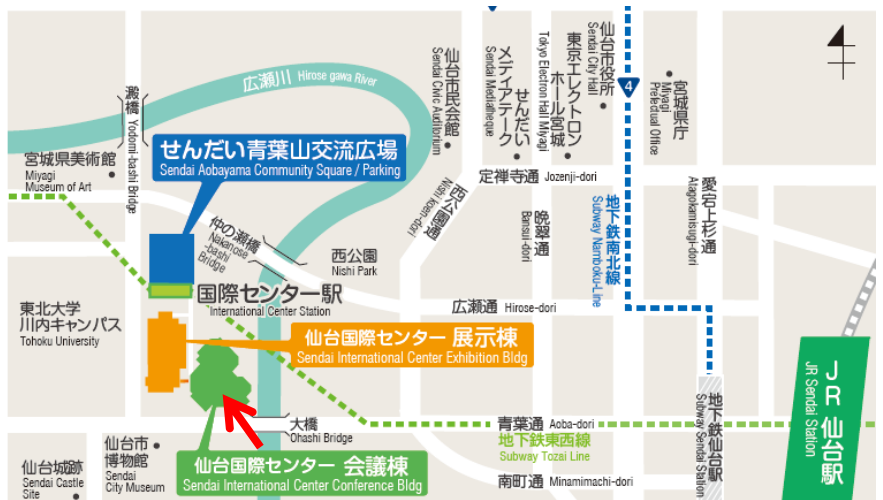 広瀬川 Hirose gawa River
澱橋 Yodomi-bashi Bridge
仙台市民会館
Sendai Civic Auditorium
せんだい
メディアテーク
Sendai Mediatheque
東京エレクトロン
ホール宮城
Tokyo Electron Hall Miyagi
仙台市役所
Sendai City Hall
4
宮城県庁
Miyagi
Prefectual Office
宮城県美術館
Miyagi
Museum of Art
せんだい青葉山交流広場
Sendai Aobayama Community Square / Parking
定禅寺通 Jozenji-dori
西公園通
Nishi koen-dori
晩翠通
Bansui-dori
地下鉄南北線
Subway Namboku-Line
愛宕上杉通
Atagokamisugi-dori
仲の瀬橋
Nakanose
-bashi
Bridge
西公園
Nishi Park
国際センター駅
International Center Station
広瀬通 Hirose-dori
東北大学
川内キャンパス
Tohoku University
仙台国際センター 展示棟
Sendai International Center Exhibition Bldg
JR 仙台駅
JR Sendai Station
地下鉄仙台駅
Subway Sendai Station
大橋
Ohashi Bridge
青葉通 Aoba-dori
地下鉄東西線
Subway Tozai Line
仙台市
博物館
Sendai
City Museum
仙台城跡
Sendai Castle
Site
仙台国際センター 会議棟
Sendai International Center Conference Bldg
南町通 Minamimachi-dori